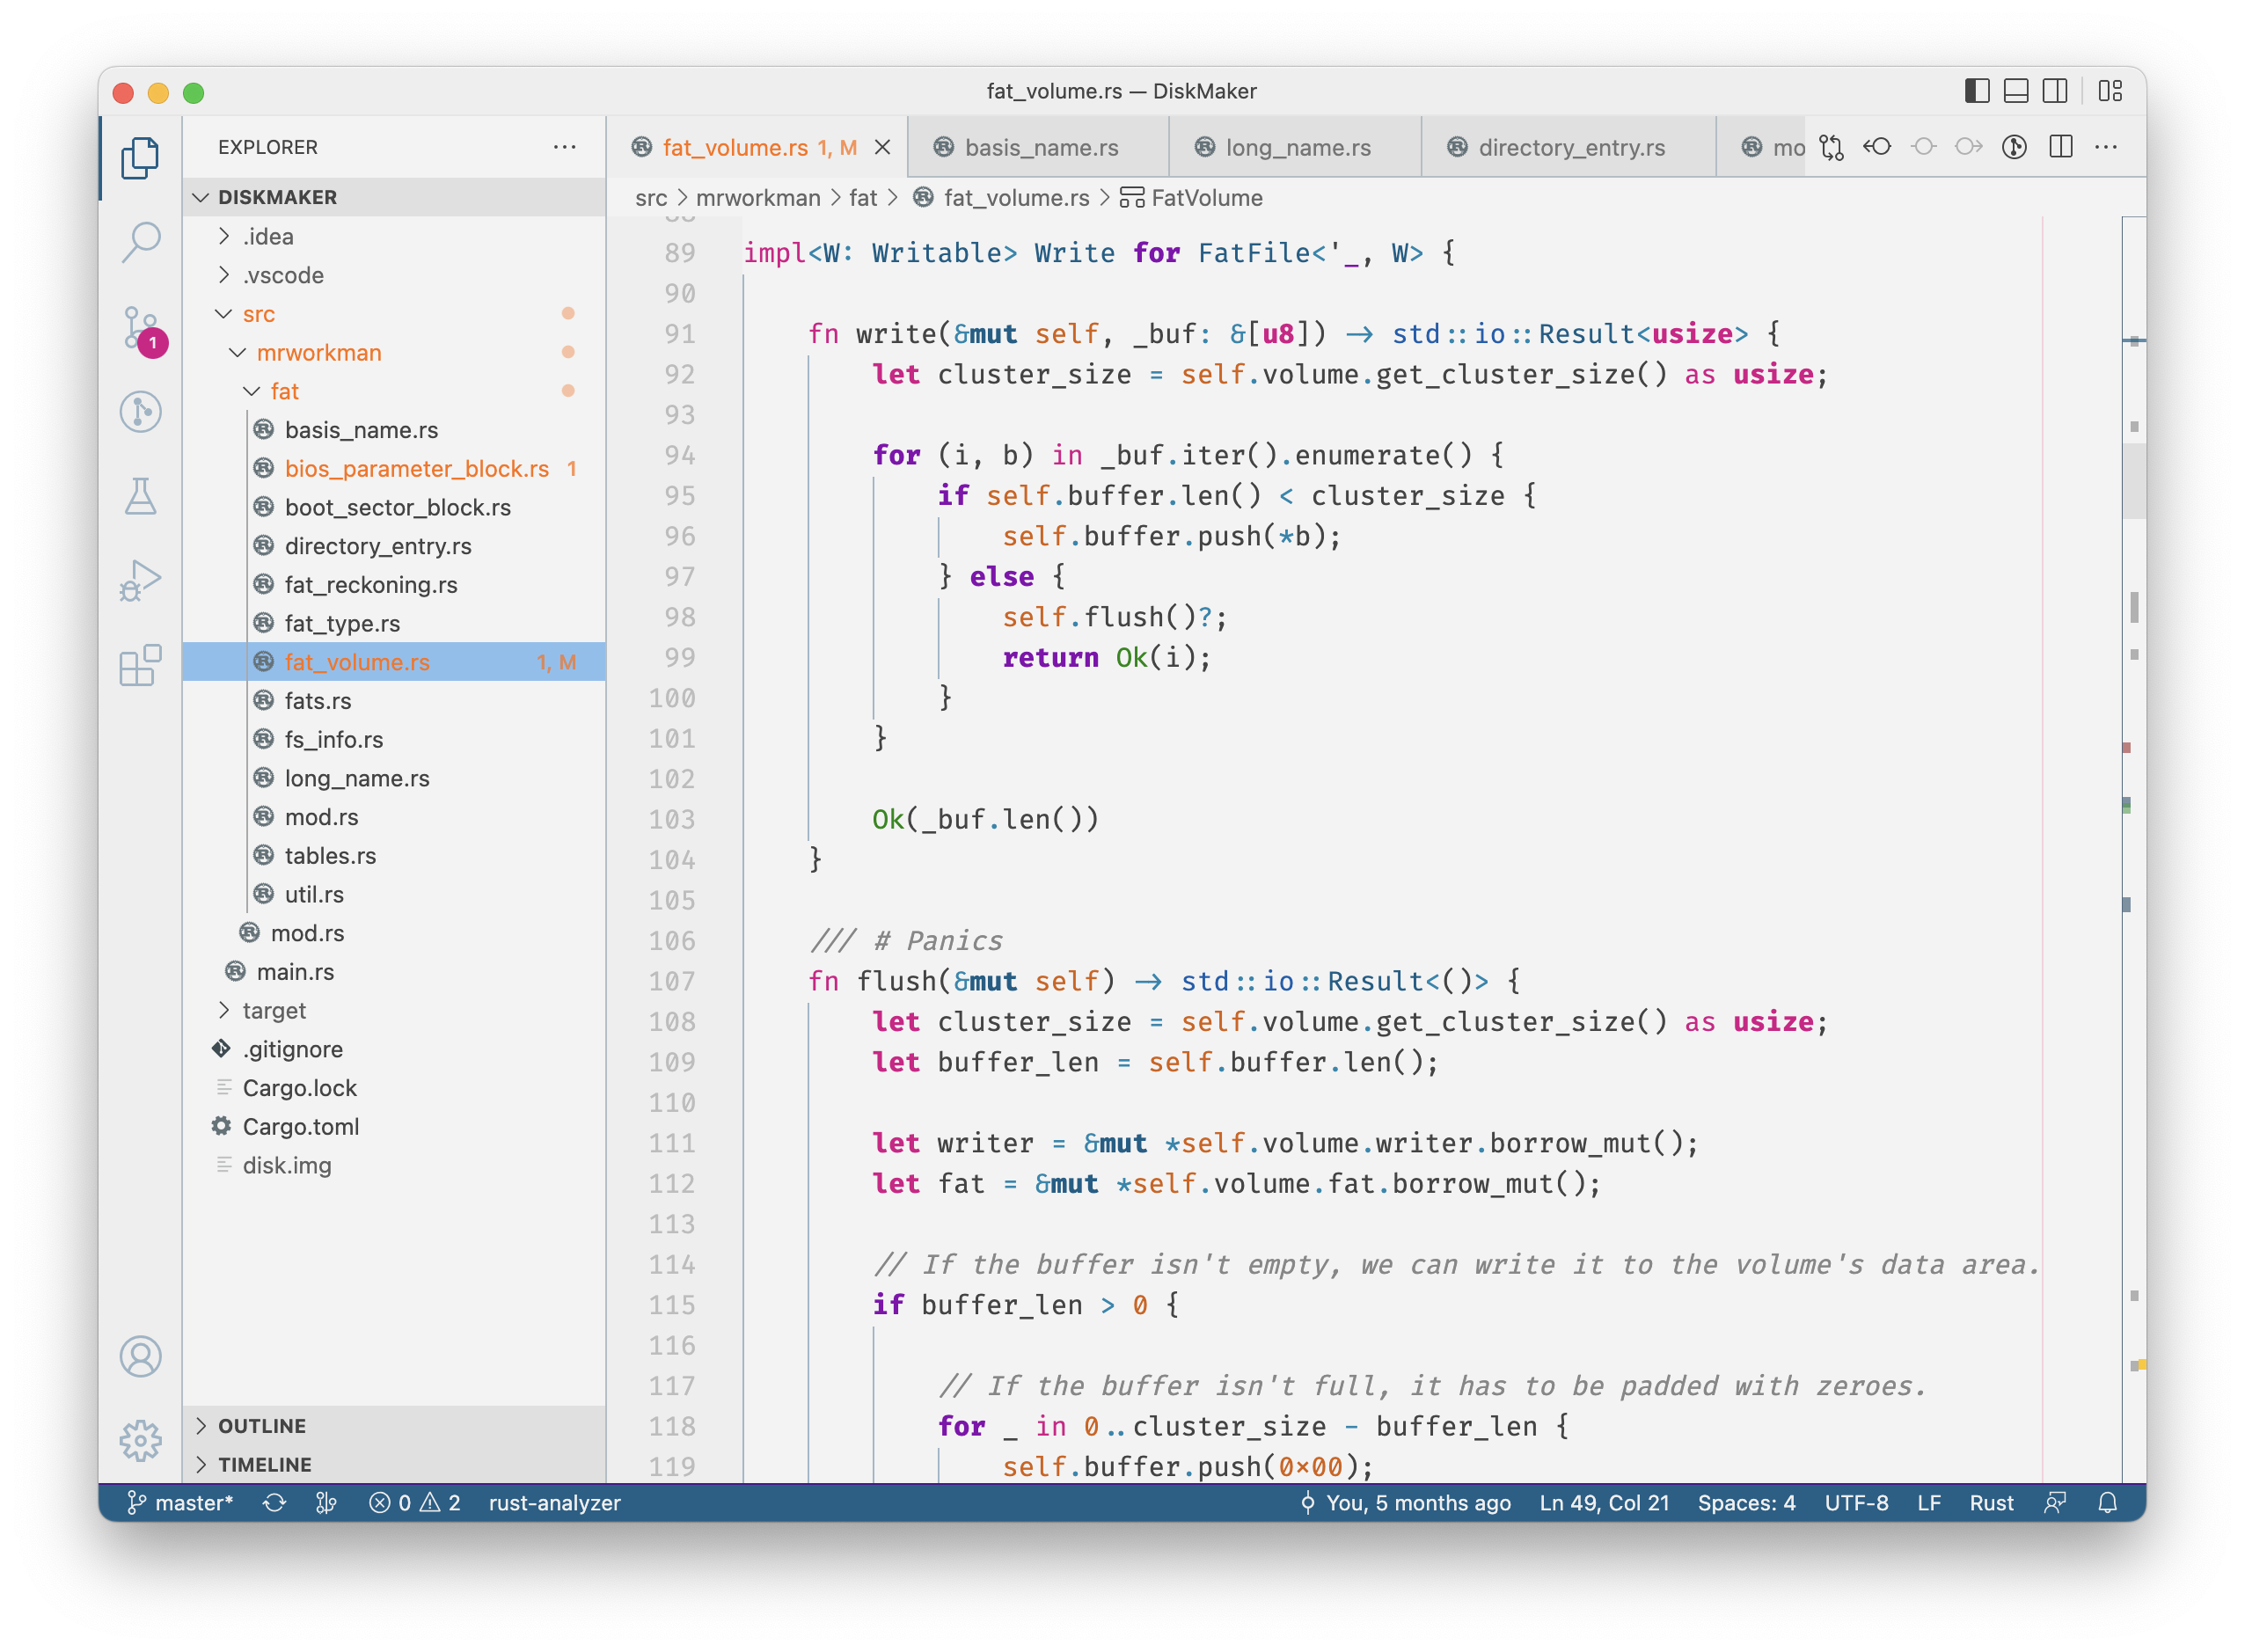 fat_volume.rs — DiskMaker
EXPLORER
DISKMAKER
.idea
.vscode
src
mrworkman
fat
basis_name.rs
bios_parameter_block.rs 1
boot_sector_block.rs
directory_entry.rs
fat_reckoning.rs
fat_type.rs
fat_volume.rs 1, M
fats.rs
fs_info.rs
long_name.rs
mod.rs
tables.rs
util.rs
mod.rs
main.rs
target
.gitignore
Cargo.lock
Cargo.toml
disk.img
OUTLINE
TIMELINE
1
fat_volume.rs 1, M basis_name.rs long_name.rs directory_entry.rs mo
src > mrworkman > fat > fat_volume.rs > FatVolume
89 impl<W: Writable> Write for FatFile<'_, W> {
90
91 fn write(&mut self, _buf: &[u8]) -> std::io::Result<usize> {
92 let cluster_size = self.volume.get_cluster_size() as usize;
93
94 for (i, b) in _buf.iter().enumerate() {
95 if self.buffer.len() < cluster_size {
96 self.buffer.push(*b);
97 } else {
98 self.flush()?;
99 return Ok(i);
100 }
101 }
102
103 Ok(_buf.len())
104 }
105
106 /// # Panics
107 fn flush(&mut self) -> std::io::Result<()> {
108 let cluster_size = self.volume.get_cluster_size() as usize;
109 let buffer_len = self.buffer.len();
110
111 let writer = &mut *self.volume.writer.borrow_mut();
112 let fat = &mut *self.volume.fat.borrow_mut();
113
114 // If the buffer isn't empty, we can write it to the volume's data area.
115 if buffer_len > 0 {
116
117 // If the buffer isn't full, it has to be padded with zeroes.
118 for _ in 0..cluster_size - buffer_len {
119 self.buffer.push(0x00);
master* 0 2 rust-analyzer You, 5 months ago Ln 49, Col 21 Spaces: 4 UTF-8 LF Rust